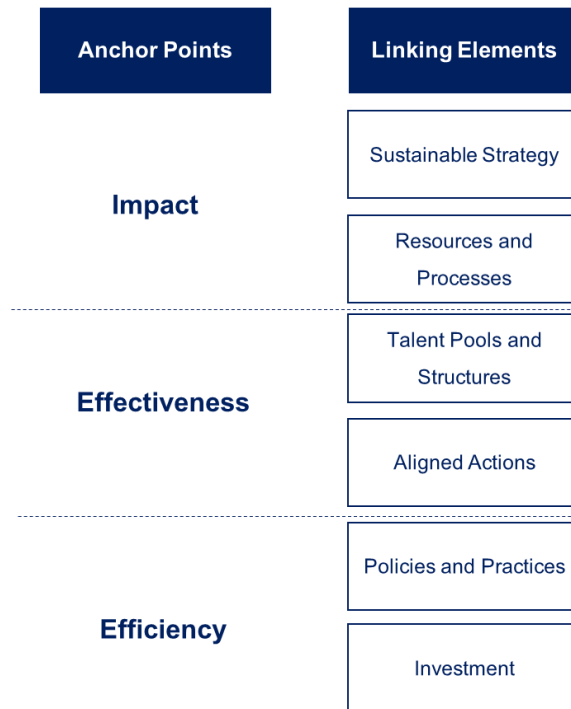 Anchor Points
Linking Elements
Impact
Sustainable Strategy
Resources and
Processes
Effectiveness
Talent Pools and
Structures
Aligned Actions
Efficiency
Policies and Practices
Investment